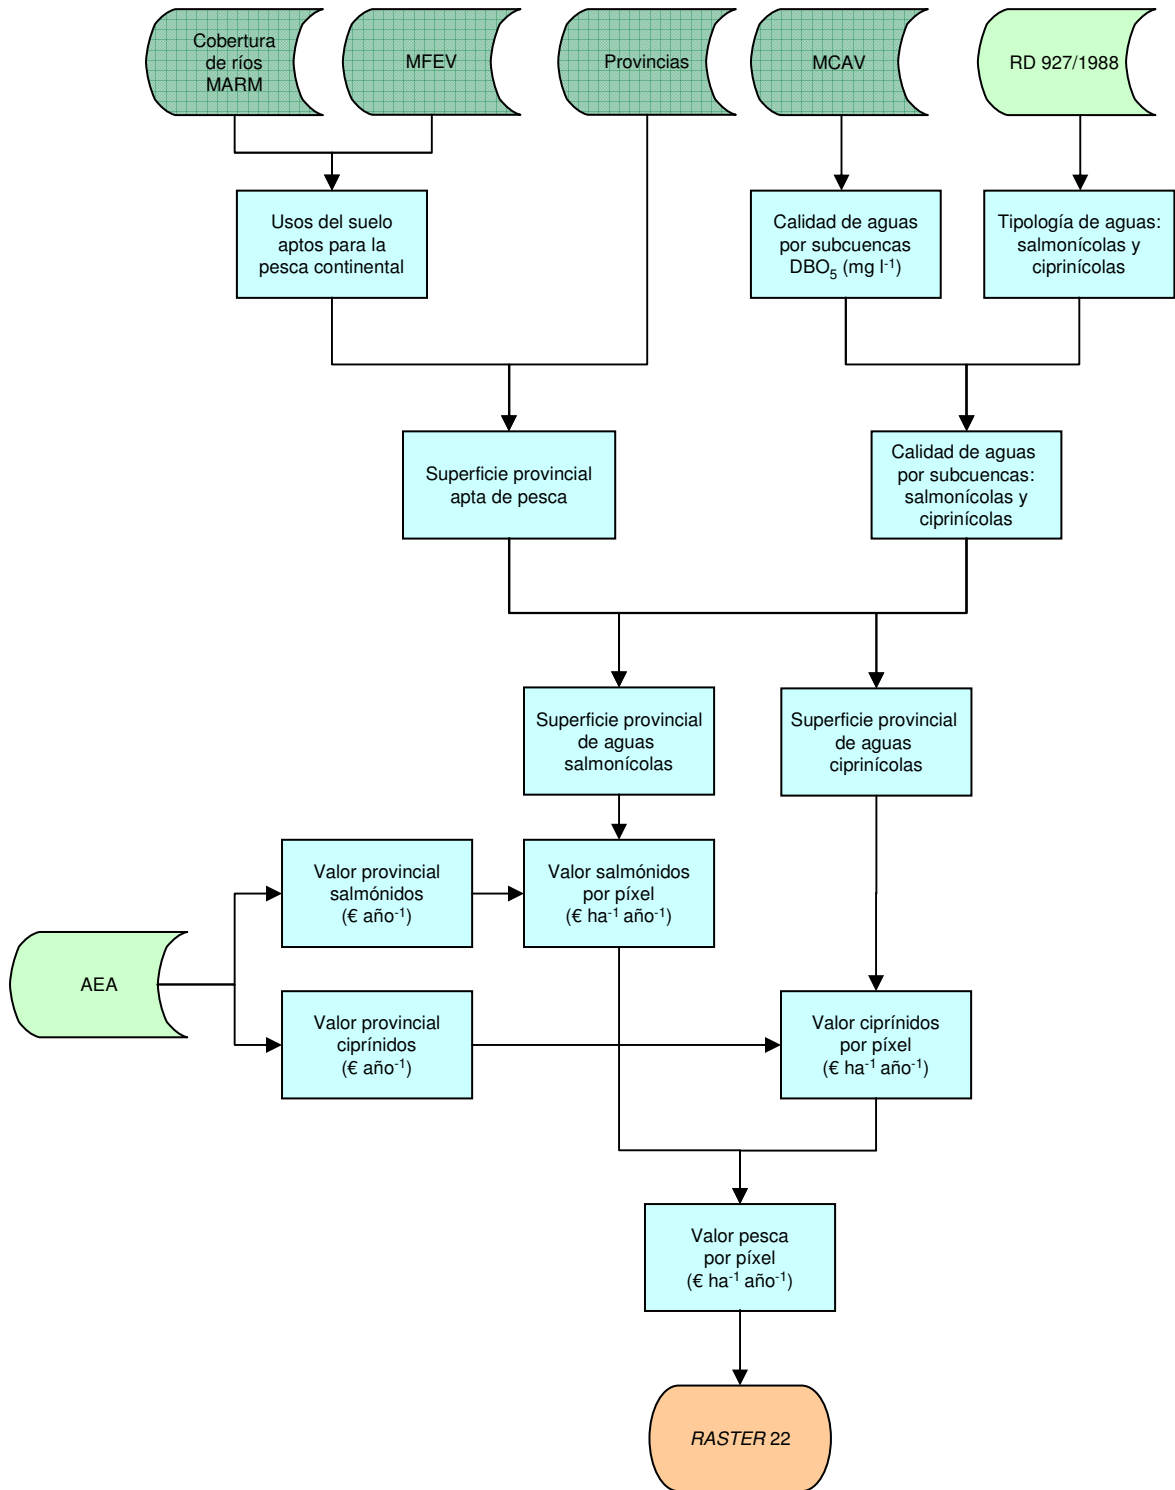 Cobertura
de ríos
MARM
MFEV
Provincias
MCAV
RD 927/1988
Usos del suelo
aptos para la
pesca continental
Calidad de aguas
por subcuencas
DBO₅ (mg l⁻¹)
Tipología de aguas:
salmonícolas y
ciprinícolas
Superficie provincial
apta de pesca
Calidad de aguas
por subcuencas:
salmonícolas y
ciprinícolas
Superficie provincial
de aguas
salmonícolas
Superficie provincial
de aguas
ciprinícolas
Valor provincial
salmónidos
(€ año⁻¹)
Valor salmónidos
por píxel
(€ ha⁻¹ año⁻¹)
AEA
Valor provincial
ciprínidos
(€ año⁻¹)
Valor ciprínidos
por píxel
(€ ha⁻¹ año⁻¹)
Valor pesca
por píxel
(€ ha⁻¹ año⁻¹)
RASTER 22